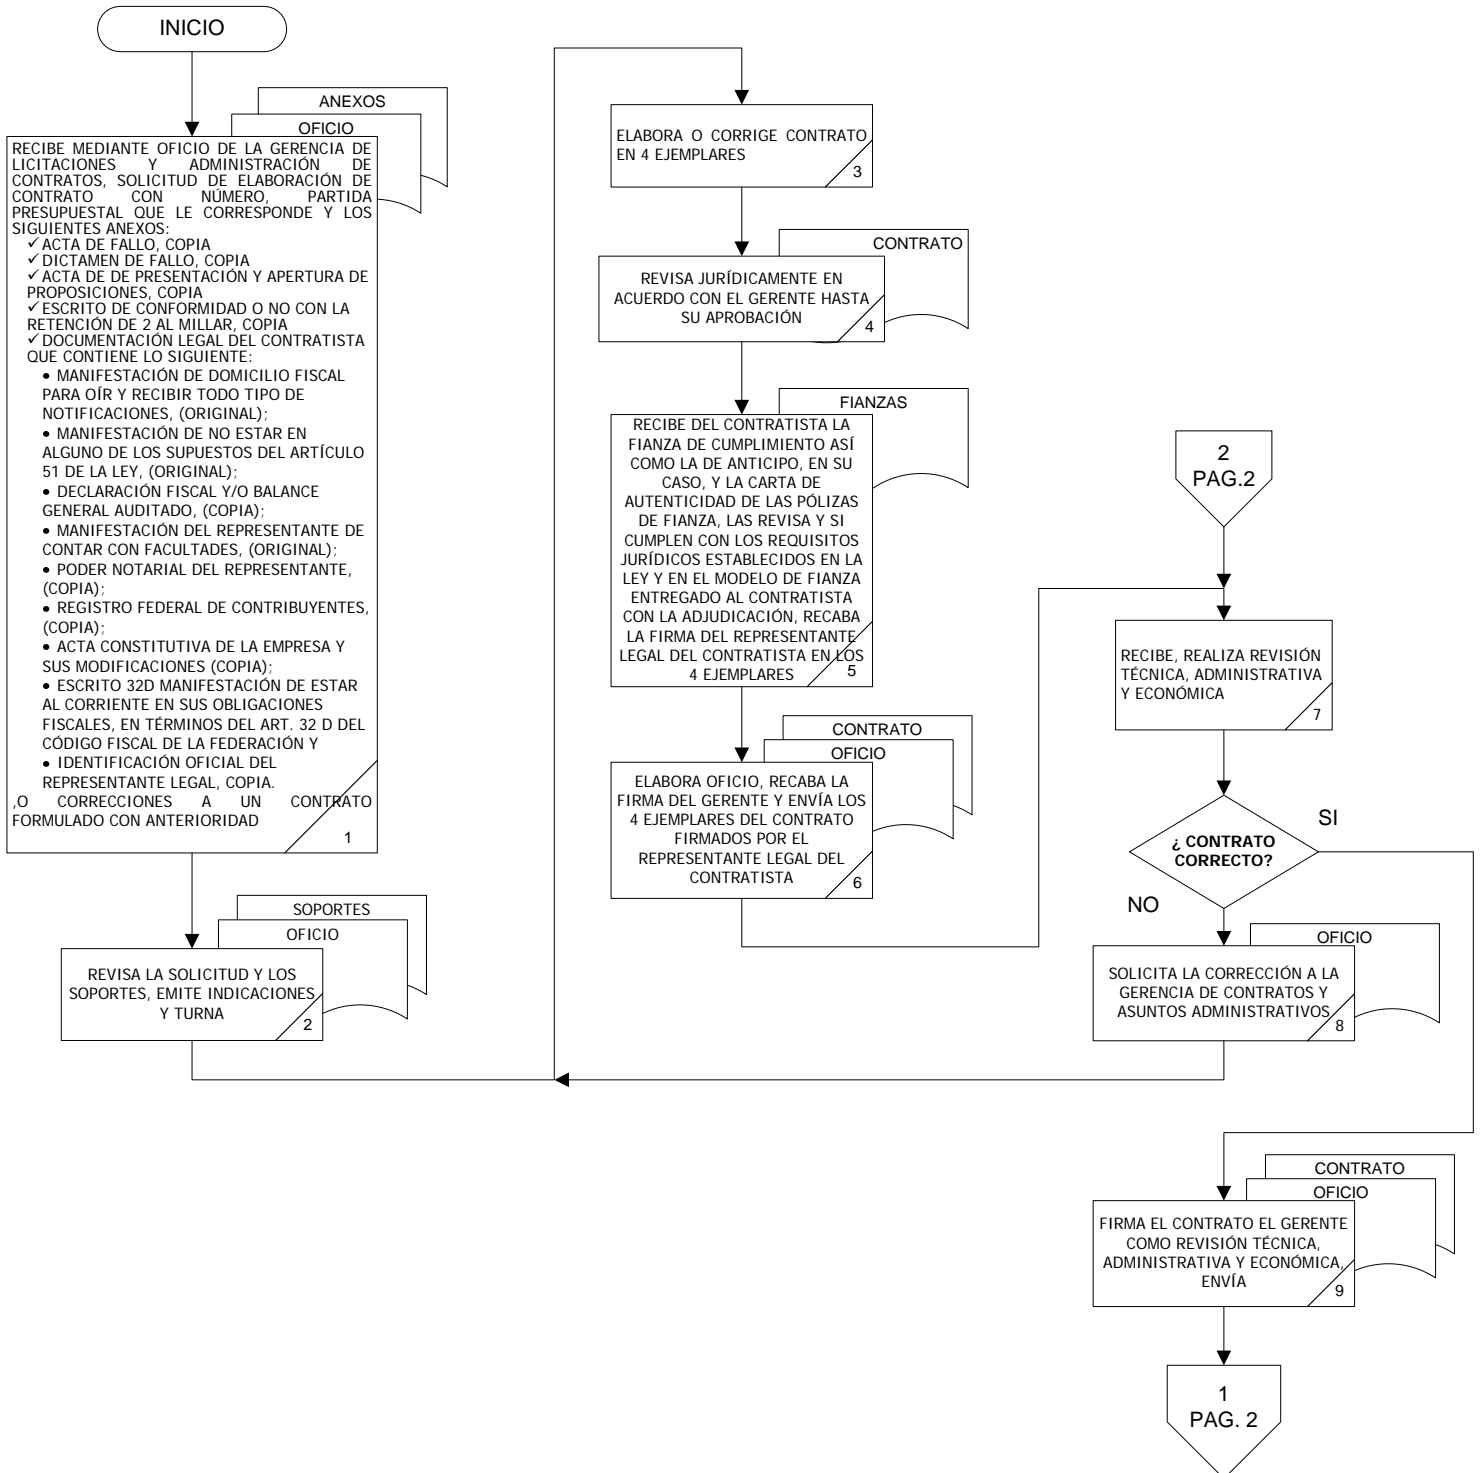 INICIO
ANEXOS
OFICIO
RECIBE MEDIANTE OFICIO DE LA GERENCIA DE
LICITACIONES Y ADMINISTRACIÓN DE
CONTRATOS, SOLICITUD DE ELABORACIÓN DE
CONTRATO CON NÚMERO, PARTIDA
PRESUPUESTAL QUE LE CORRESPONDE Y LOS
SIGUIENTES ANEXOS:
✓ACTA DE FALLO, COPIA
✓DICTAMEN DE FALLO, COPIA
✓ACTA DE DE PRESENTACIÓN Y APERTURA DE
PROPOSICIONES, COPIA
✓ESCRITO DE CONFORMIDAD O NO CON LA
RETENCIÓN DE 2 AL MILLAR, COPIA
✓DOCUMENTACIÓN LEGAL DEL CONTRATISTA
QUE CONTIENE LO SIGUIENTE:
• MANIFESTACIÓN DE DOMICILIO FISCAL
PARA OÍR Y RECIBIR TODO TIPO DE
NOTIFICACIONES, (ORIGINAL);
• MANIFESTACIÓN DE NO ESTAR EN
ALGUNO DE LOS SUPUESTOS DEL ARTÍCULO
51 DE LA LEY, (ORIGINAL);
• DECLARACIÓN FISCAL Y/O BALANCE
GENERAL AUDITADO, (COPIA);
• MANIFESTACIÓN DEL REPRESENTANTE DE
CONTAR CON FACULTADES, (ORIGINAL);
• PODER NOTARIAL DEL REPRESENTANTE,
(COPIA);
• REGISTRO FEDERAL DE CONTRIBUYENTES,
(COPIA);
• ACTA CONSTITUTIVA DE LA EMPRESA Y
SUS MODIFICACIONES (COPIA);
• ESCRITO 32D MANIFESTACIÓN DE ESTAR
AL CORRIENTE EN SUS OBLIGACIONES
FISCALES, EN TÉRMINOS DEL ART. 32 D DEL
CÓDIGO FISCAL DE LA FEDERACIÓN Y
• IDENTIFICACIÓN OFICIAL DEL
REPRESENTANTE LEGAL, COPIA.
,O CORRECCIONES A UN CONTRATO
FORMULADO CON ANTERIORIDAD
1
SOPORTES
OFICIO
REVISA LA SOLICITUD Y LOS
SOPORTES, EMITE INDICACIONES
Y TURNA
2
ELABORA O CORRIGE CONTRATO
EN 4 EJEMPLARES
3
CONTRATO
REVISA JURÍDICAMENTE EN
ACUERDO CON EL GERENTE HASTA
SU APROBACIÓN
4
FIANZAS
RECIBE DEL CONTRATISTA LA
FIANZA DE CUMPLIMIENTO ASÍ
COMO LA DE ANTICIPO, EN SU
CASO, Y LA CARTA DE
AUTENTICIDAD DE LAS PÓLIZAS
DE FIANZA, LAS REVISA Y SI
CUMPLEN CON LOS REQUISITOS
JURÍDICOS ESTABLECIDOS EN LA
LEY Y EN EL MODELO DE FIANZA
ENTREGADO AL CONTRATISTA
CON LA ADJUDICACIÓN, RECABA
LA FIRMA DEL REPRESENTANTE
LEGAL DEL CONTRATISTA EN LOS
4 EJEMPLARES
5
CONTRATO
OFICIO
ELABORA OFICIO, RECABA LA
FIRMA DEL GERENTE Y ENVÍA LOS
4 EJEMPLARES DEL CONTRATO
FIRMADOS POR EL
REPRESENTANTE LEGAL DEL
CONTRATISTA
6
2
PAG.2
RECIBE, REALIZA REVISIÓN
TÉCNICA, ADMINISTRATIVA
Y ECONÓMICA
7
¿ CONTRATO
CORRECTO?
SI
NO
OFICIO
SOLICITA LA CORRECCIÓN A LA
GERENCIA DE CONTRATOS Y
ASUNTOS ADMINISTRATIVOS
8
CONTRATO
OFICIO
FIRMA EL CONTRATO EL GERENTE
COMO REVISIÓN TÉCNICA,
ADMINISTRATIVA Y ECONÓMICA,
ENVÍA
9
1
PAG. 2